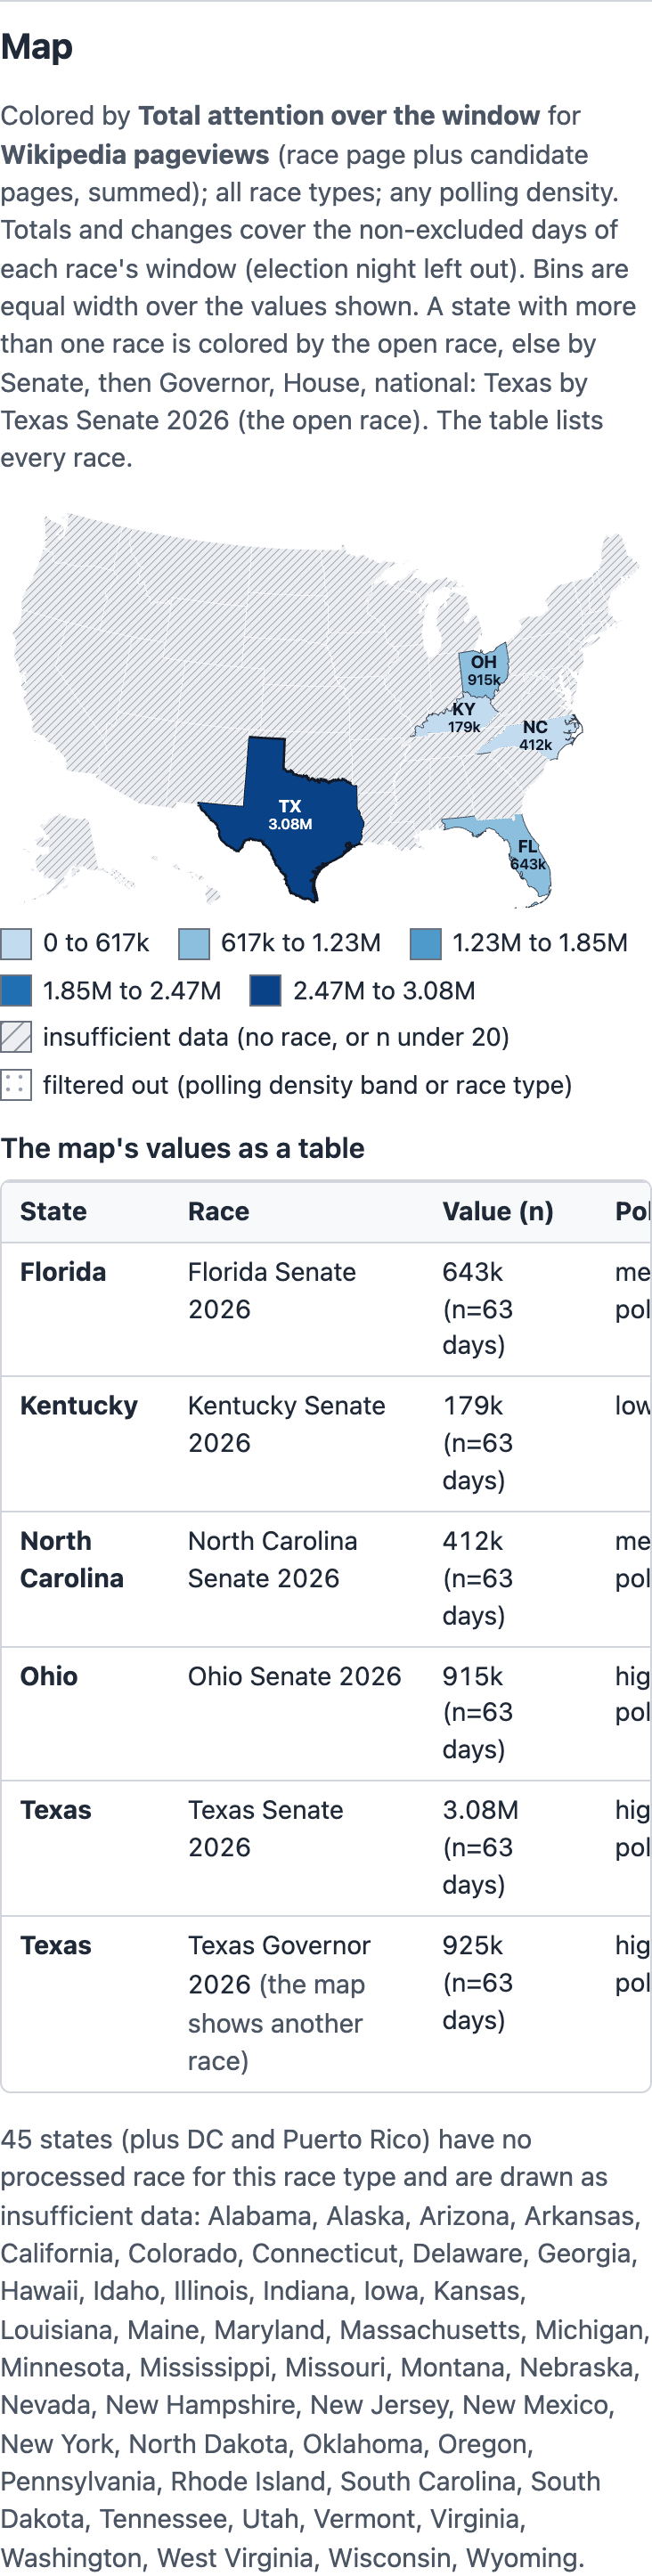 Map
Colored by Total attention over the window for
Wikipedia pageviews (race page plus candidate
pages, summed); all race types; any polling density.
Totals and changes cover the non-excluded days of
each race's window (election night left out). Bins are
equal width over the values shown. A state with more
than one race is colored by the open race, else by
Senate, then Governor, House, national: Texas by
Texas Senate 2026 (the open race). The table lists
every race.
OH
915k
KY
179k
NC
412k
TX
3.08M
FL
643k
0 to 617k 617k to 1.23M 1.23M to 1.85M
1.85M to 2.47M 2.47M to 3.08M
insufficient data (no race, or n under 20)
filtered out (polling density band or race type)
The map's values as a table
State Race Value (n) Pol
Florida Florida Senate 643k me
2026 (n=63 pol
days)
Kentucky Kentucky Senate 179k low
2026 (n=63
days)
North North Carolina 412k me
Carolina Senate 2026 (n=63 pol
days)
Ohio Ohio Senate 2026 915k hig
(n=63 pol
days)
Texas Texas Senate 3.08M hig
2026 (n=63 pol
days)
Texas Texas Governor 925k hig
2026 (the map (n=63 pol
shows another days)
race)
45 states (plus DC and Puerto Rico) have no
processed race for this race type and are drawn as
insufficient data: Alabama, Alaska, Arizona, Arkansas,
California, Colorado, Connecticut, Delaware, Georgia,
Hawaii, Idaho, Illinois, Indiana, Iowa, Kansas,
Louisiana, Maine, Maryland, Massachusetts, Michigan,
Minnesota, Mississippi, Missouri, Montana, Nebraska,
Nevada, New Hampshire, New Jersey, New Mexico,
New York, North Dakota, Oklahoma, Oregon,
Pennsylvania, Rhode Island, South Carolina, South
Dakota, Tennessee, Utah, Vermont, Virginia,
Washington, West Virginia, Wisconsin, Wyoming.